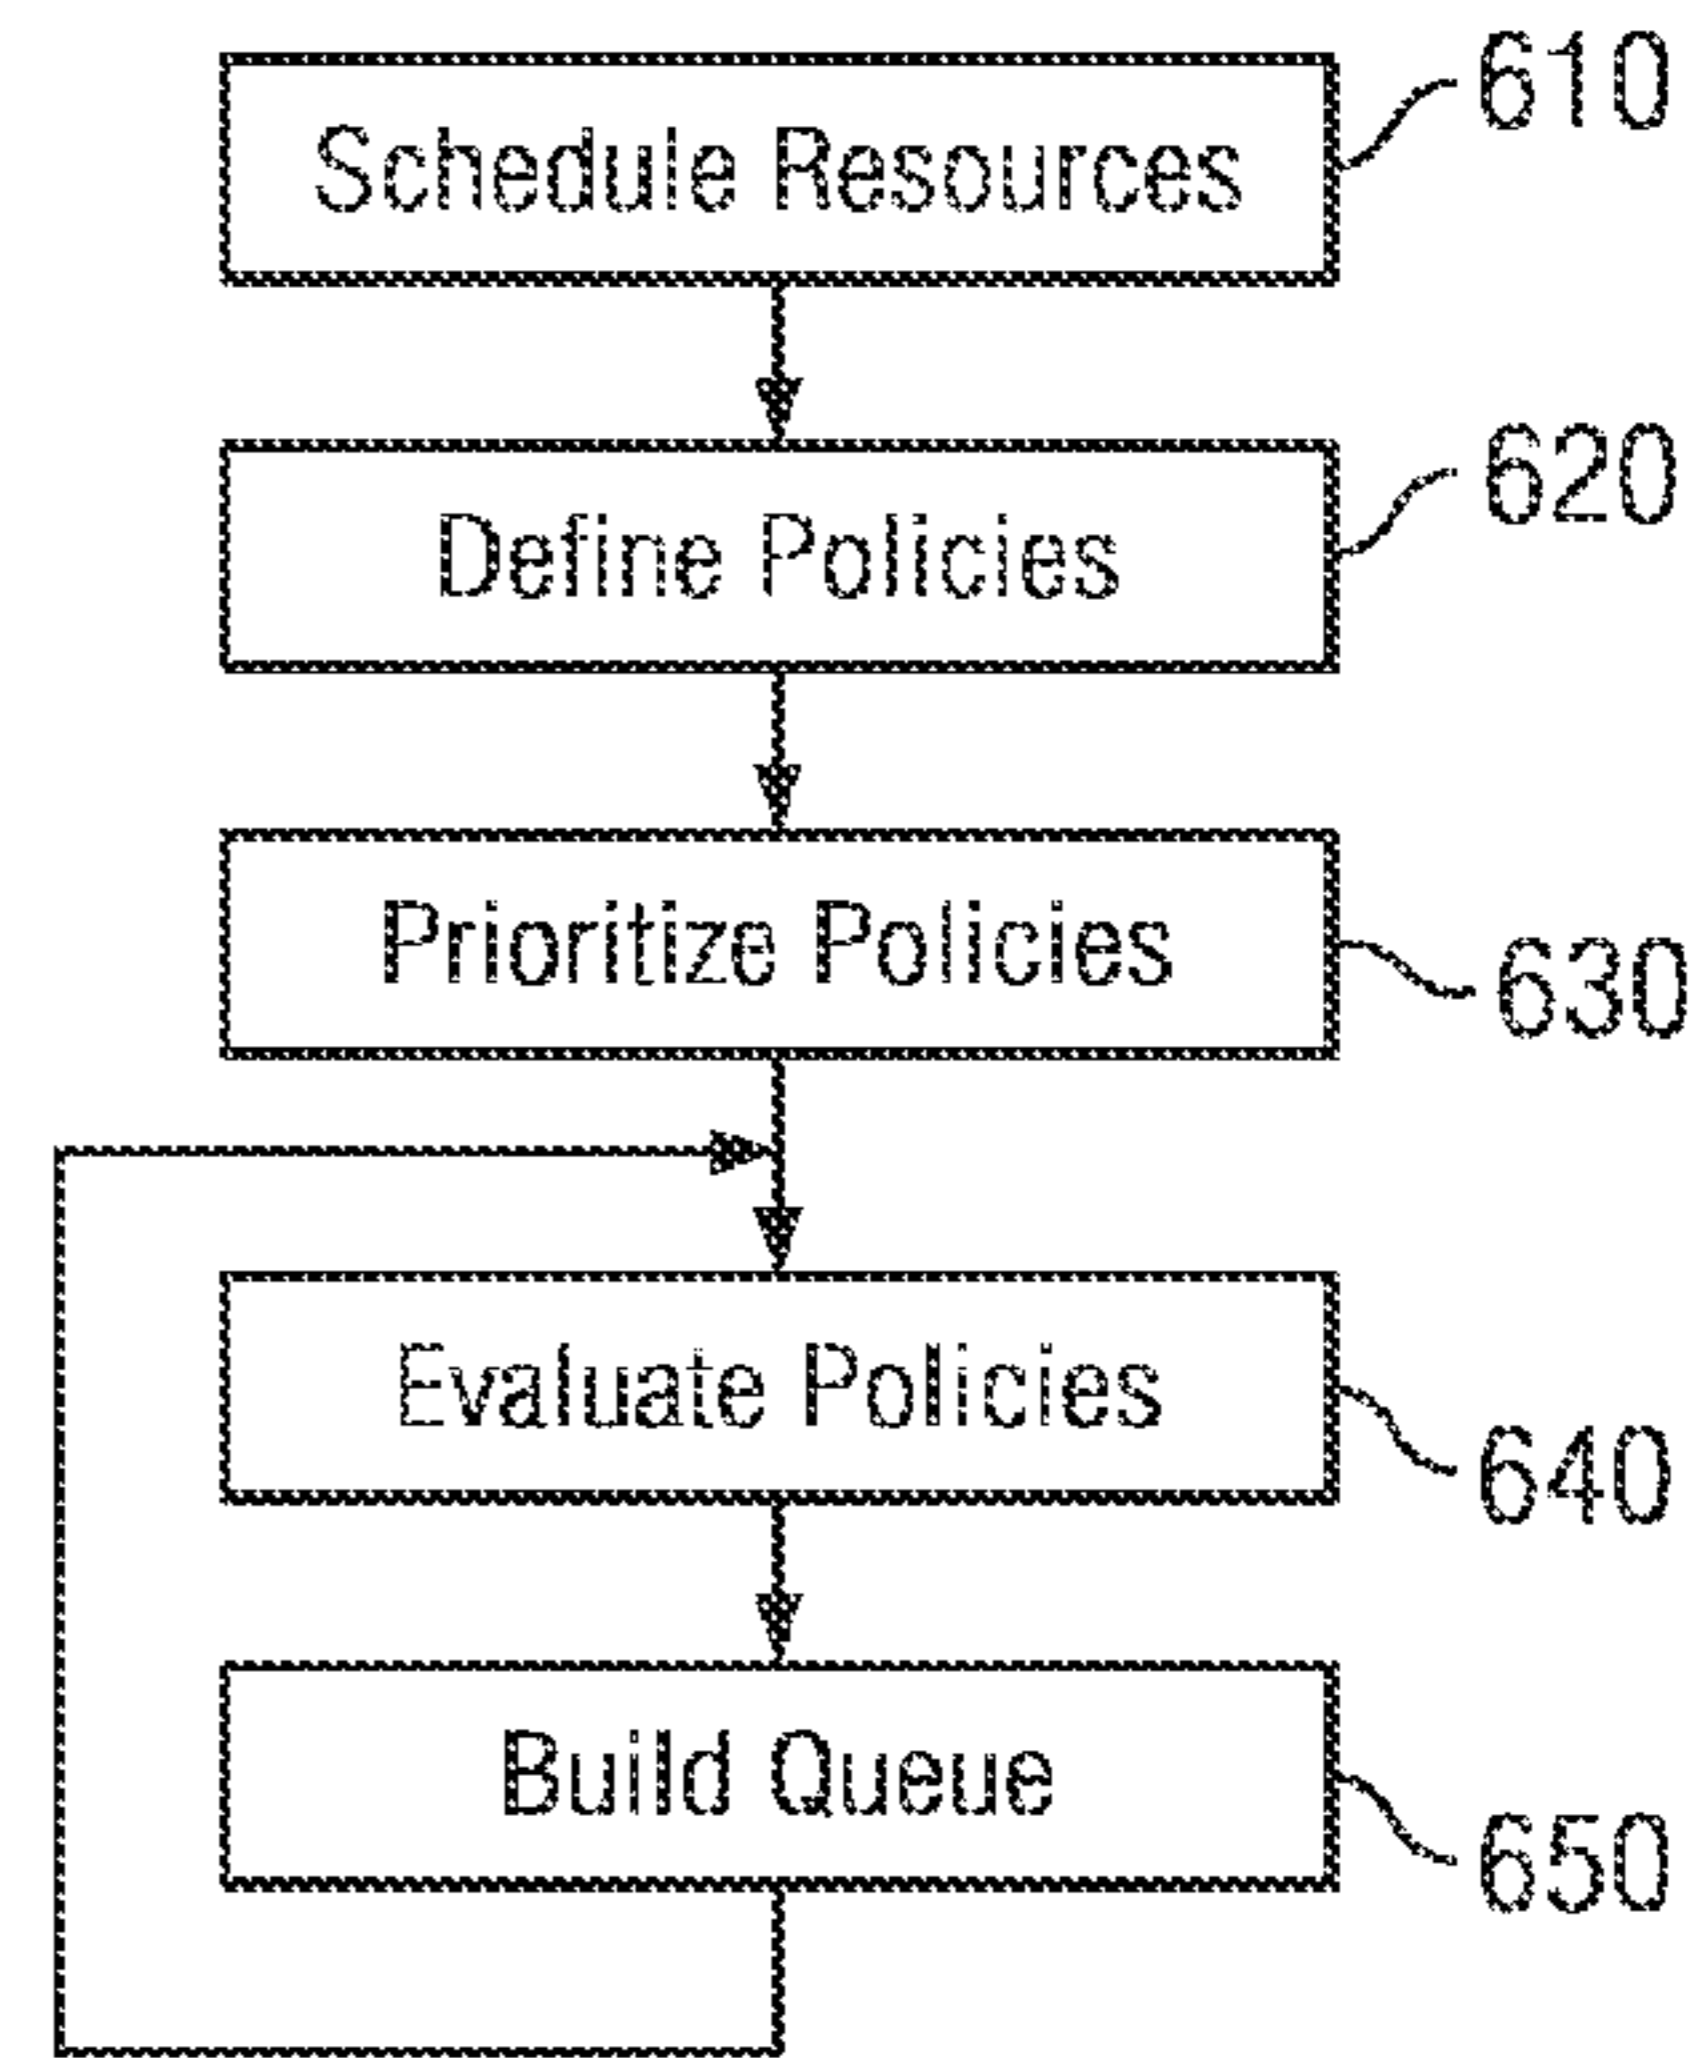 610
Schedule Resources
620
Define Policies
Prioritize Policies
630
Evaluate Policies
640
Build Queue
650